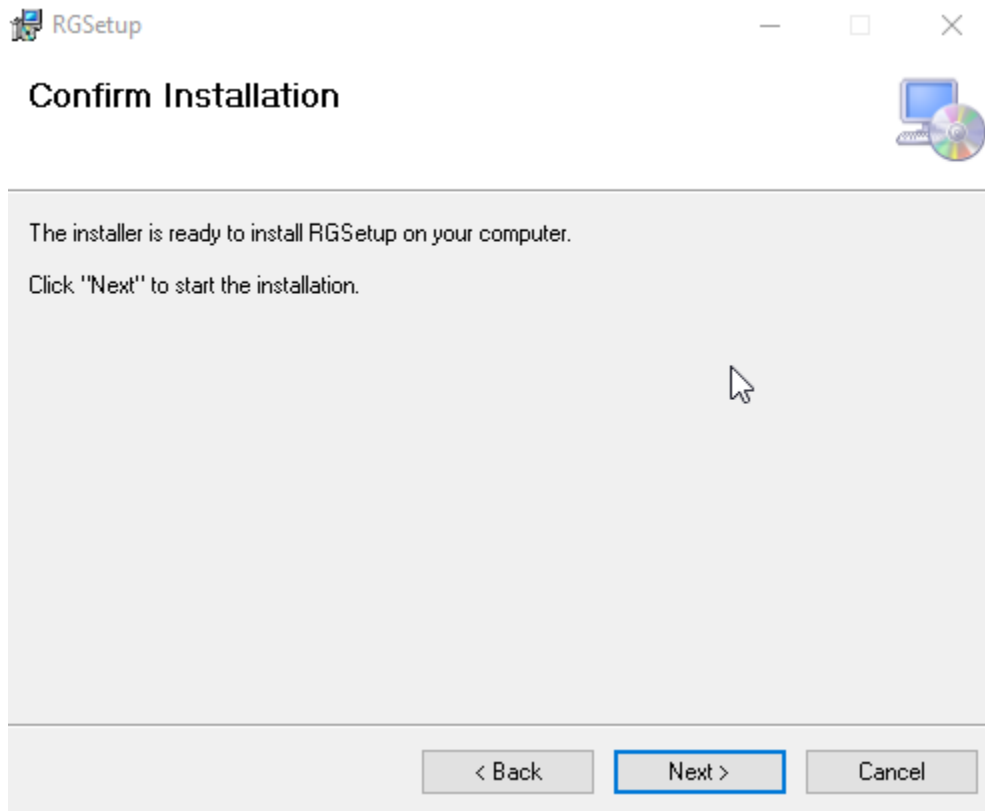 RGSetup
Confirm Installation
The installer is ready to install RGSetup on your computer.
Click "Next" to start the installation.
< Back
Next >
Cancel